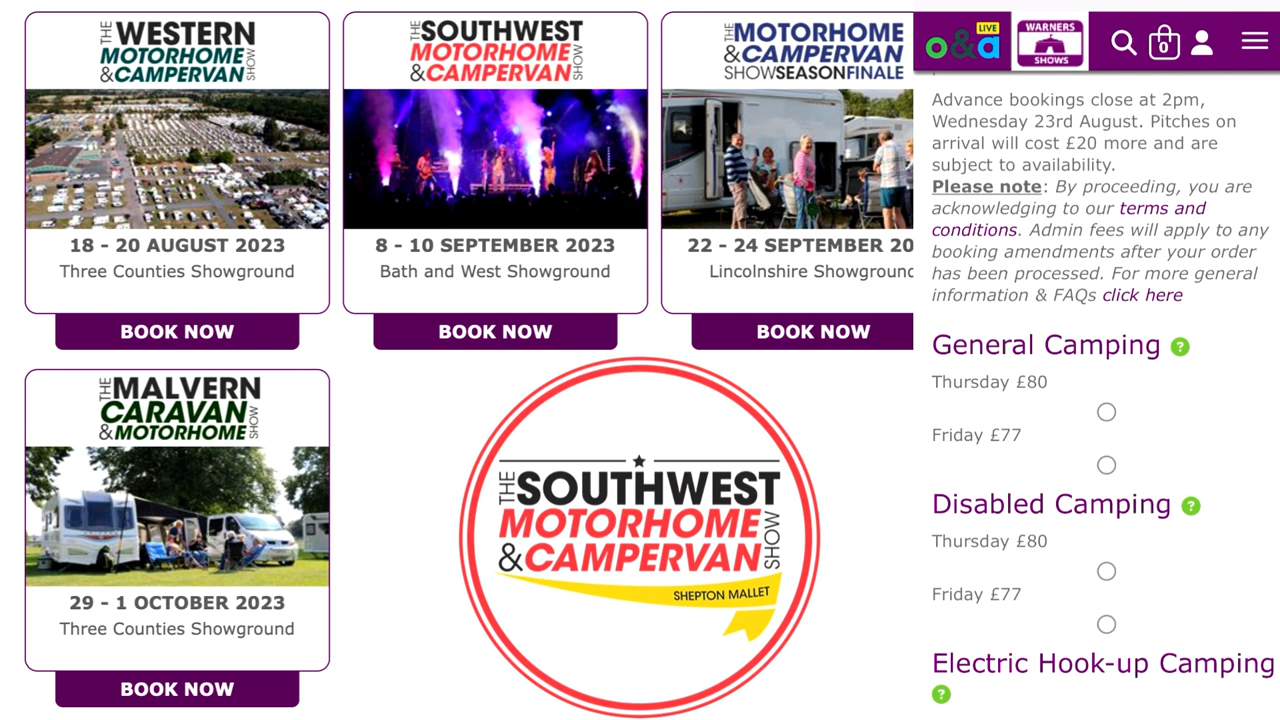 THE WESTERN
MOTORHOME
&CAMPERVAN SHOW
18 - 20 AUGUST 2023
Three Counties Showground
BOOK NOW
THE SOUTHWEST
MOTORHOME
&CAMPERVAN SHOW
8 - 10 SEPTEMBER 2023
Bath and West Showground
BOOK NOW
THE MOTORHOME
&CAMPERVAN
SHOWSEASONFINALE
22 - 24 SEPTEMBER 20
Lincolnshire Showground
BOOK NOW
THE MALVERN
CARAVAN
&MOTORHOME SHOW
29 - 1 OCTOBER 2023
Three Counties Showground
BOOK NOW
THE SOUTHWEST
MOTORHOME
&CAMPERVAN SHOW
SHEPTON MALLET
LIVE
o&a
WARNERS
SHOWS
0
Advance bookings close at 2pm,
Wednesday 23rd August. Pitches on
arrival will cost £20 more and are
subject to availability.
Please note: By proceeding, you are
acknowledging to our terms and
conditions. Admin fees will apply to any
booking amendments after your order
has been processed. For more general
information & FAQs click here
General Camping ?
Thursday £80
Friday £77
Disabled Camping ?
Thursday £80
Friday £77
Electric Hook-up Camping
?